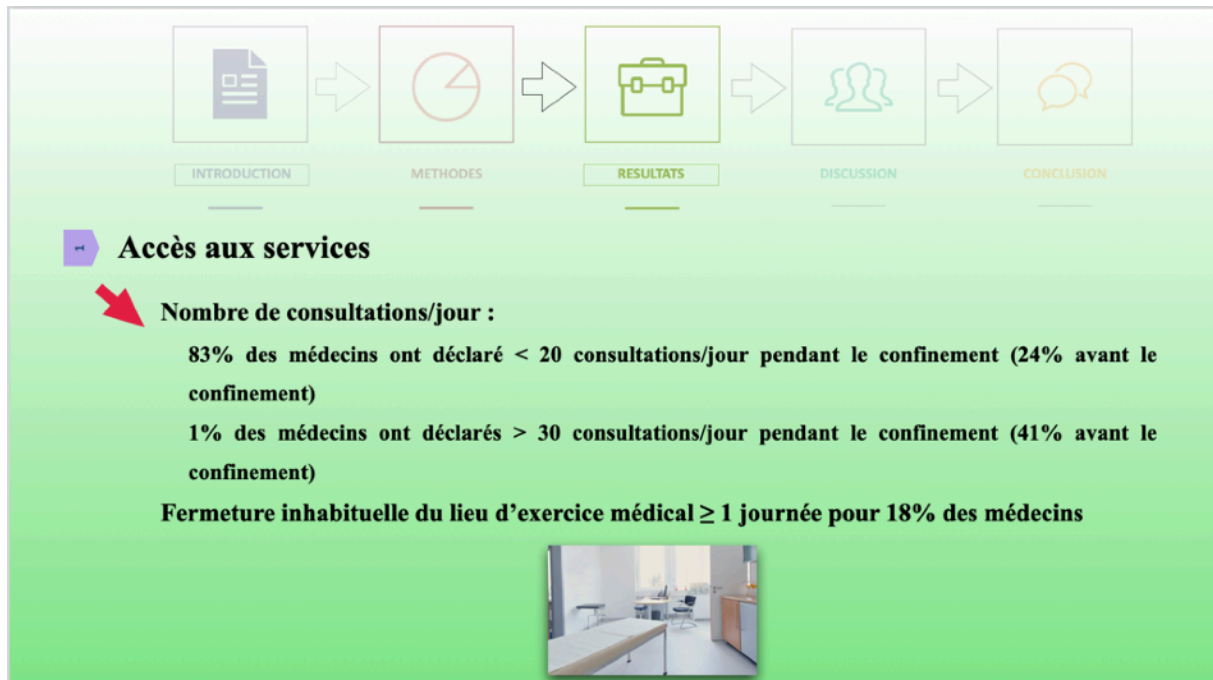 INTRODUCTION
METHODES
RESULTATS
DISCUSSION
CONCLUSION
1
Accès aux services
Nombre de consultations/jour :
83% des médecins ont déclaré < 20 consultations/jour pendant le confinement (24% avant le
confinement)
1% des médecins ont déclarés > 30 consultations/jour pendant le confinement (41% avant le
confinement)
Fermeture inhabituelle du lieu d’exercice médical ≥ 1 journée pour 18% des médecins